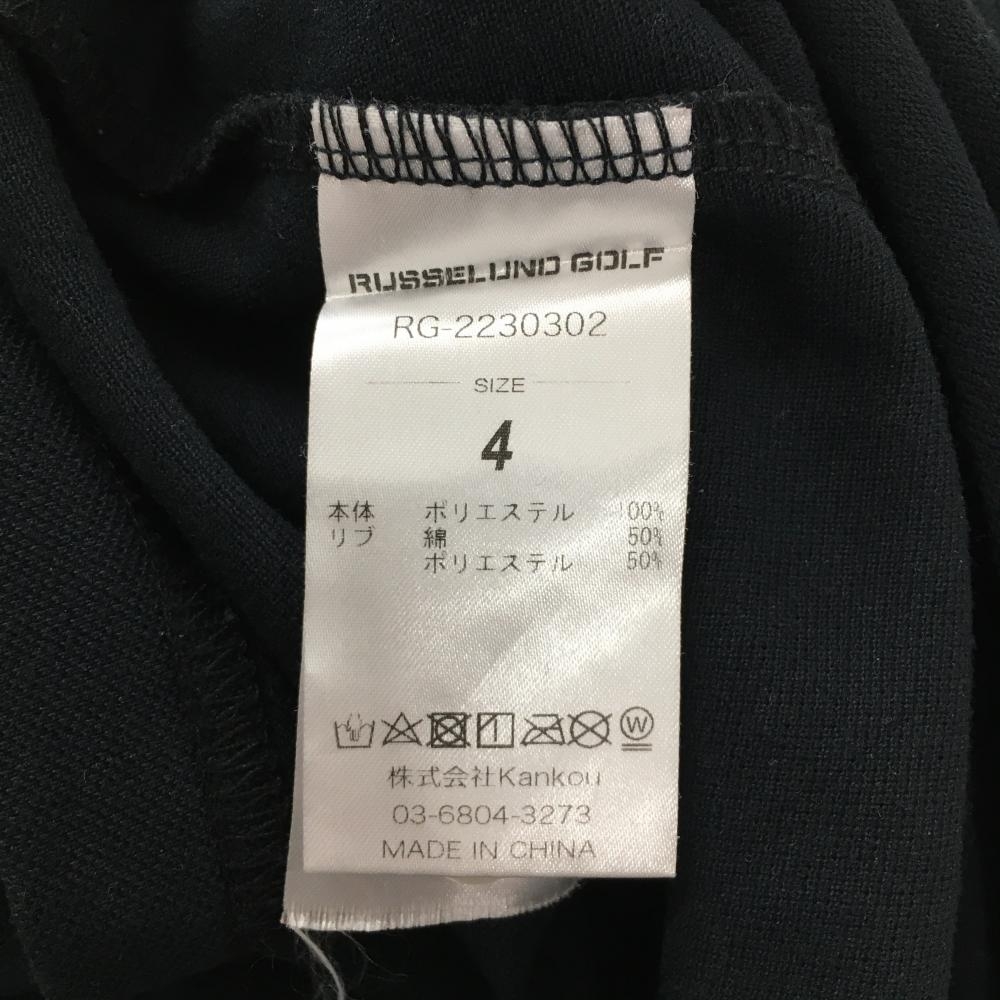 RUSSELUNO GOLF
RG-2230302
SIZE
4
本体 ポリエステル 100%
リブ 綿 50%
ポリエステル 50%
W
株式会社Kankou
03-6804-3273
MADE IN CHINA